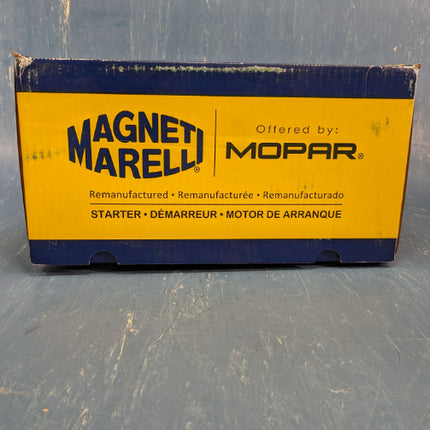 MAGNETI
MARELLI®
Offered by:
MOPAR®
Remanufactured • Remanufacturée • Remanufacturado
STARTER • DÉMARREUR • MOTOR DE ARRANQUE